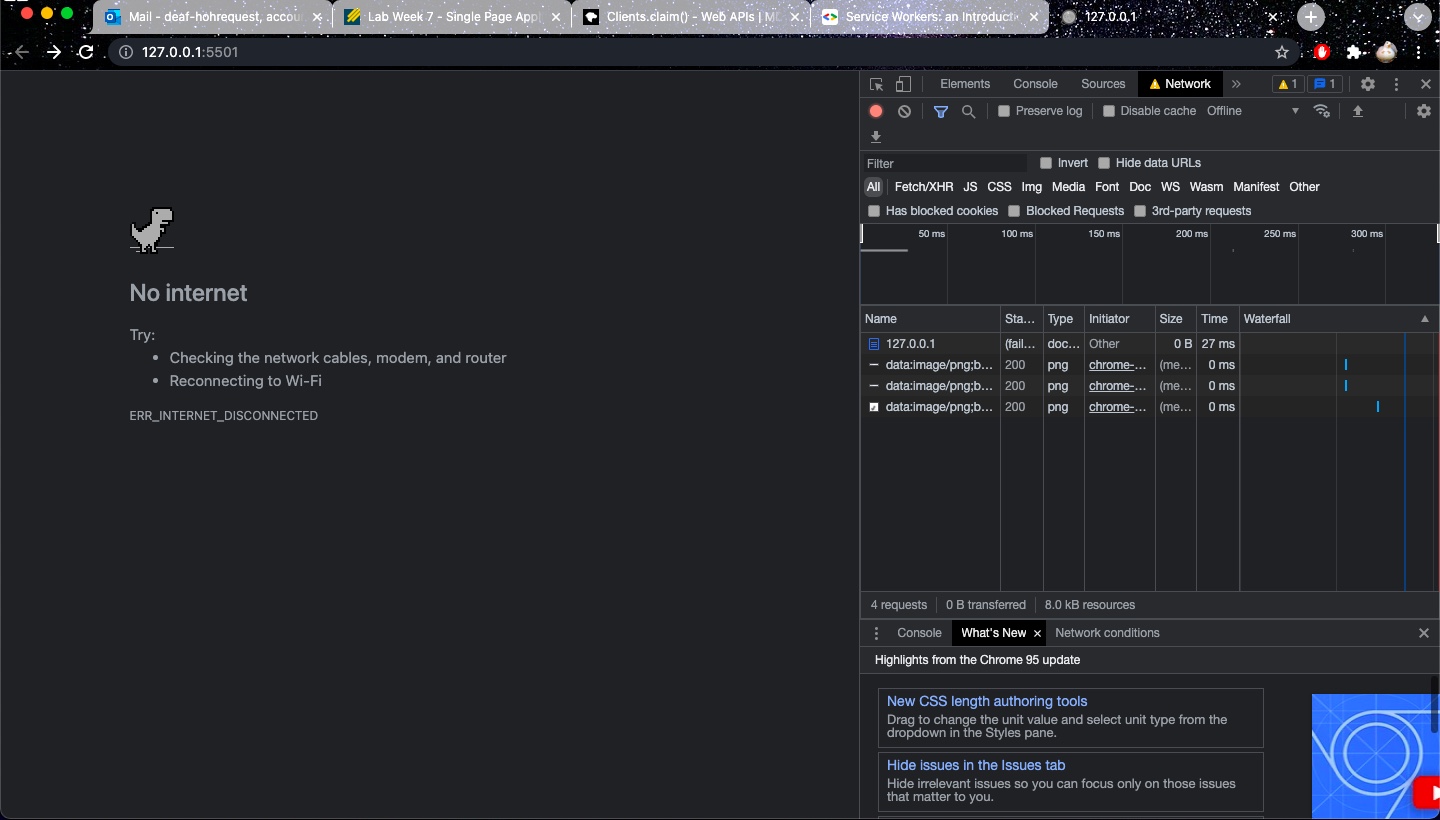 Mail - deaf-hohrequest, accou
Lab Week 7 - Single Page App
Clients.claim() - Web APIs | MD
Service Workers: an Introducti
127.0.0.1
127.0.0.1:5501
Elements Console Sources Network » 1 1
Preserve log Disable cache Offline
Filter Invert Hide data URLs
All Fetch/XHR JS CSS Img Media Font Doc WS Wasm Manifest Other
Has blocked cookies Blocked Requests 3rd-party requests
50 ms 100 ms 150 ms 200 ms 250 ms 300 ms
Name Sta... Type Initiator Size Time Waterfall
127.0.0.1 (fail... doc... Other 0 B 27 ms
data:image/png;b... 200 png chrome-... (me... 0 ms
data:image/png;b... 200 png chrome-... (me... 0 ms
data:image/png;b... 200 png chrome-... (me... 0 ms
4 requests 0 B transferred 8.0 kB resources
Console What's New Network conditions
Highlights from the Chrome 95 update
New CSS length authoring tools
Drag to change the unit value and select unit type from the
dropdown in the Styles pane.
Hide issues in the Issues tab
Hide irrelevant issues so you can focus only on those issues
that matter to you.
No internet
Try:
• Checking the network cables, modem, and router
• Reconnecting to Wi-Fi
ERR_INTERNET_DISCONNECTED